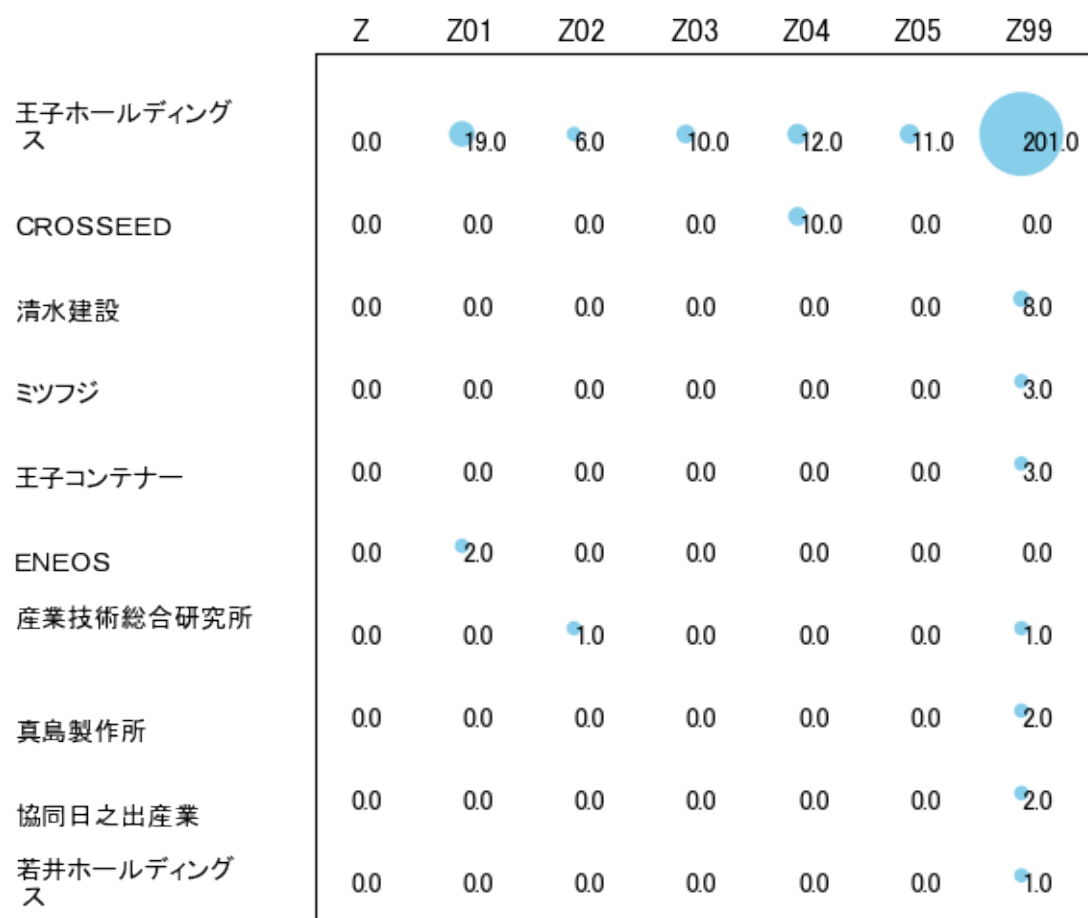 Z Z01 Z02 Z03 Z04 Z05 Z99
王子ホールディング
ス
0.0 19.0 6.0 10.0 12.0 11.0 201.0
CROSSEED 0.0 0.0 0.0 0.0 10.0 0.0 0.0
清水建設 0.0 0.0 0.0 0.0 0.0 0.0 8.0
ミツフジ 0.0 0.0 0.0 0.0 0.0 0.0 3.0
王子コンテナー 0.0 0.0 0.0 0.0 0.0 0.0 3.0
ENEOS 0.0 2.0 0.0 0.0 0.0 0.0 0.0
産業技術総合研究所 0.0 0.0 1.0 0.0 0.0 0.0 1.0
真島製作所 0.0 0.0 0.0 0.0 0.0 0.0 2.0
協同日之出産業 0.0 0.0 0.0 0.0 0.0 0.0 2.0
若井ホールディング
ス
0.0 0.0 0.0 0.0 0.0 0.0 1.0